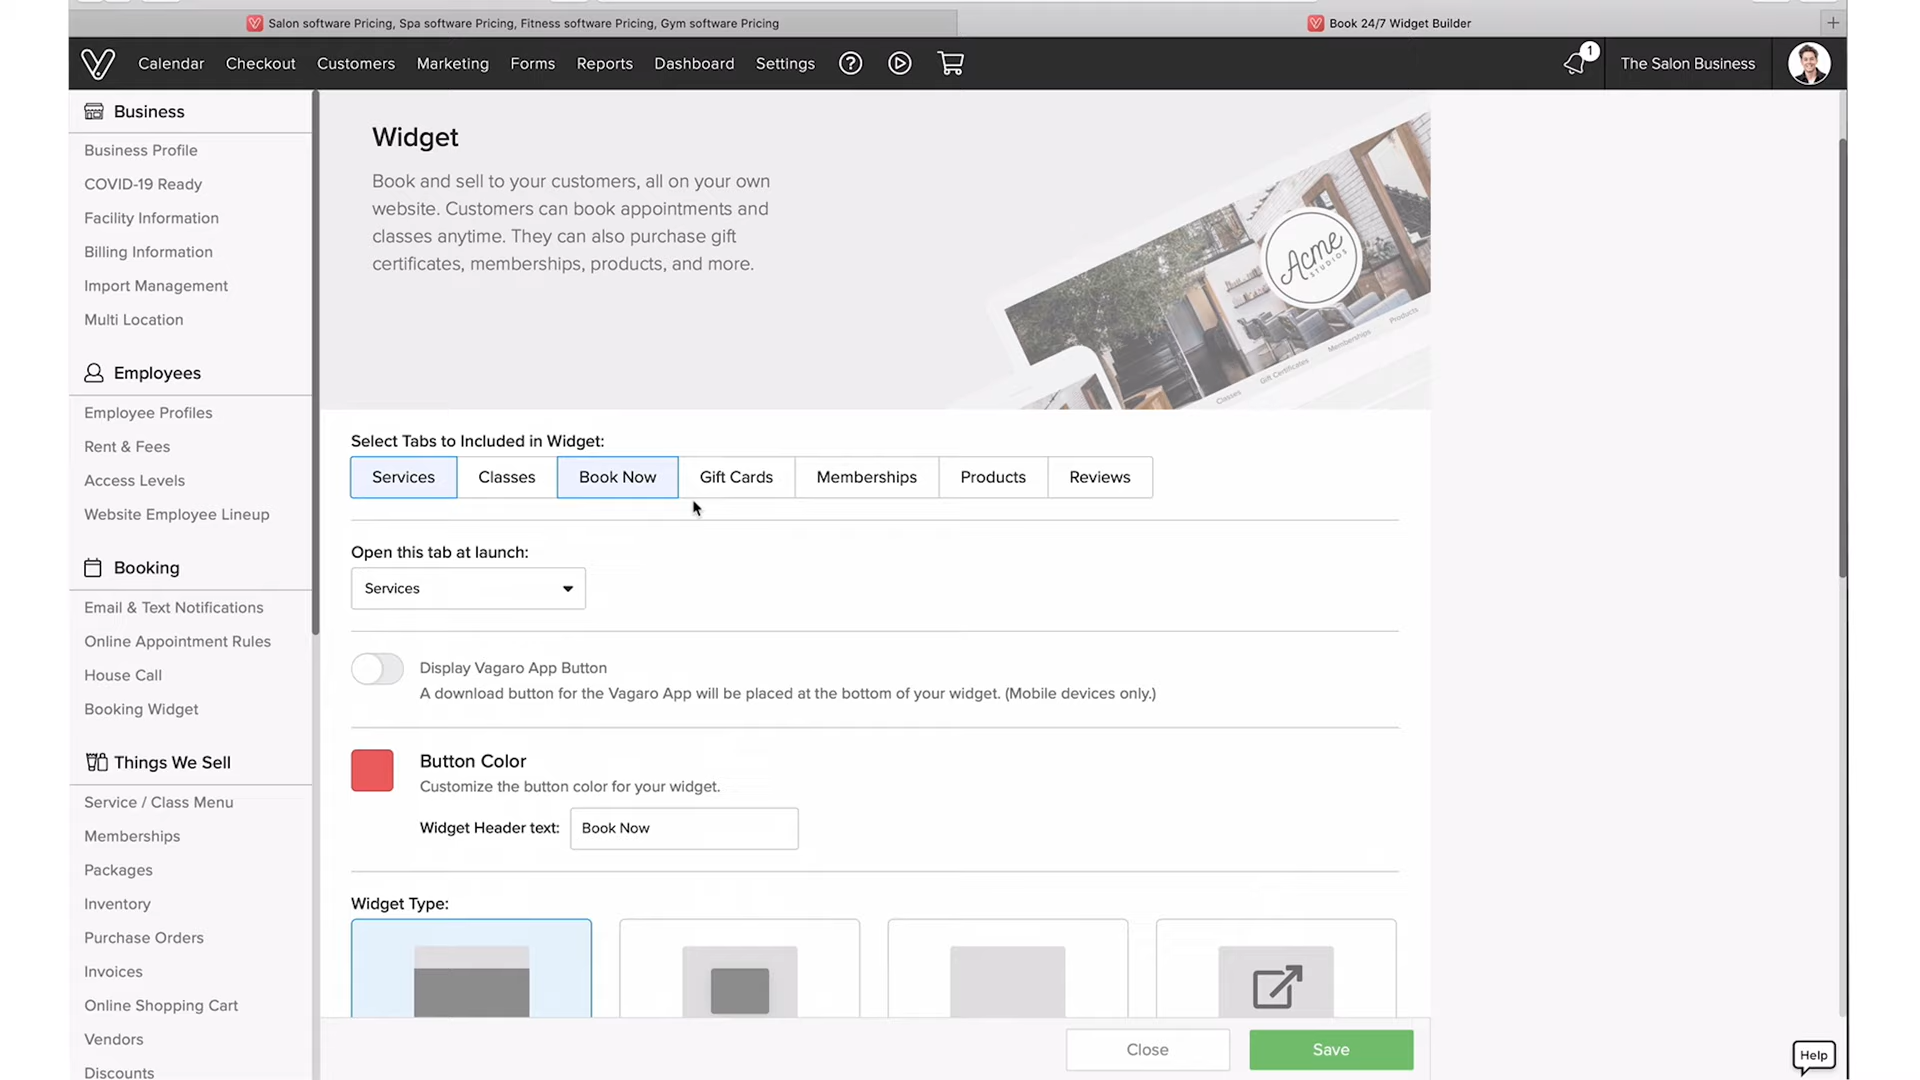 Salon software Pricing, Spa software Pricing, Fitness software Pricing, Gym software Pricing
Book 24/7 Widget Builder
Calendar Checkout Customers Marketing Forms Reports Dashboard Settings ?
1
The Salon Business
Business
Business Profile
COVID-19 Ready
Facility Information
Billing Information
Import Management
Multi Location
Employees
Employee Profiles
Rent & Fees
Access Levels
Website Employee Lineup
Booking
Email & Text Notifications
Online Appointment Rules
House Call
Booking Widget
Things We Sell
Service / Class Menu
Memberships
Packages
Inventory
Purchase Orders
Invoices
Online Shopping Cart
Vendors
Discounts
Widget
Book and sell to your customers, all on your own
website. Customers can book appointments and
classes anytime. They can also purchase gift
certificates, memberships, products, and more.
Acme
STUDIOS
Classes Gift Certificates Memberships Products
Select Tabs to Included in Widget:
Services Classes Book Now Gift Cards Memberships Products Reviews
Open this tab at launch:
Services
Display Vagaro App Button
A download button for the Vagaro App will be placed at the bottom of your widget. (Mobile devices only.)
Button Color
Customize the button color for your widget.
Widget Header text: Book Now
Widget Type:
Close Save
Help